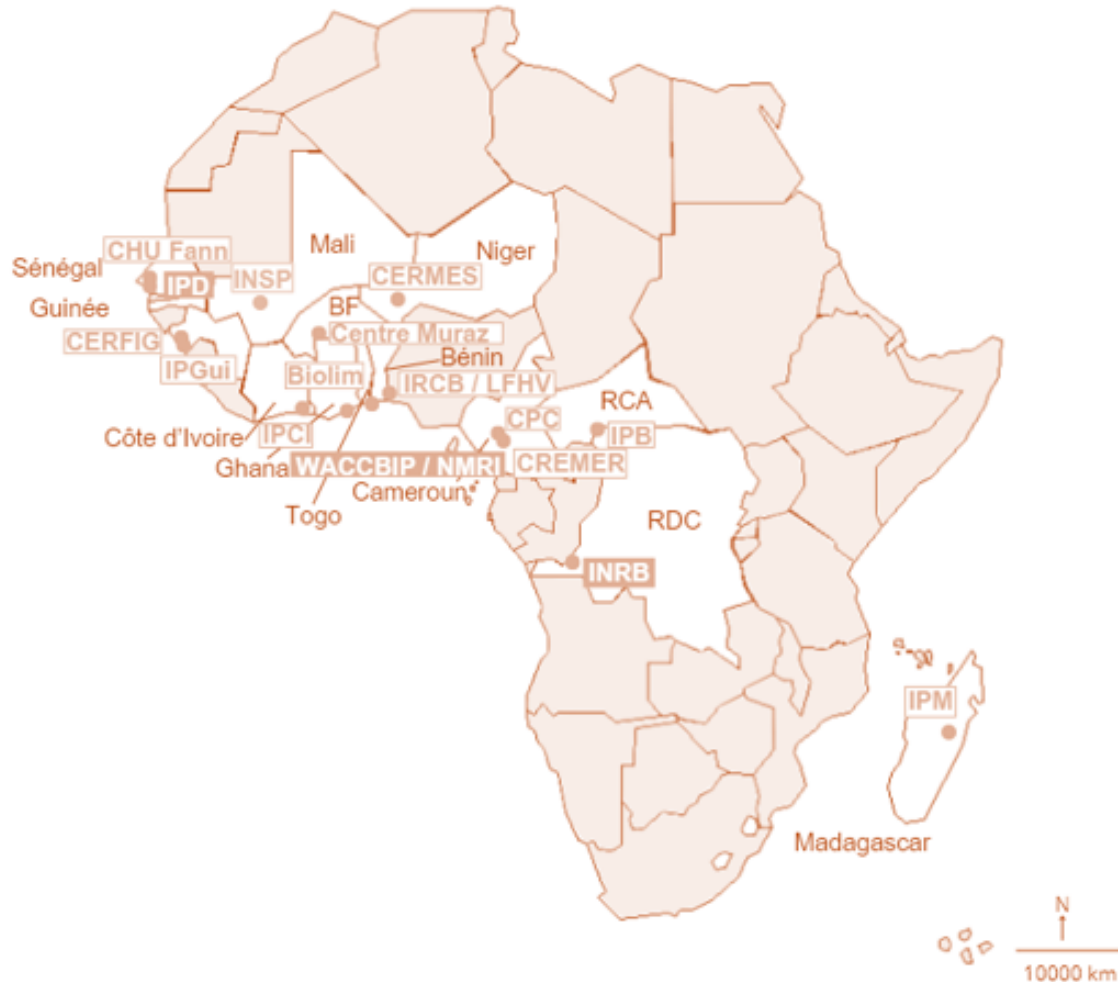 CHU Fann
Mali
Niger
Sénégal
IPD
INSP
CERMES
Guinée
BF
CERFIG
Centre Muraz
IPGui
Bénin
Biolim
IRCB / LFHV
RCA
Côte d'Ivoire
IPCI
CPC
IPB
Ghana
WACCBIP / NMRI
CREMER
Cameroun
Togo
RDC
INRB
IPM
Madagascar
N
10000 km